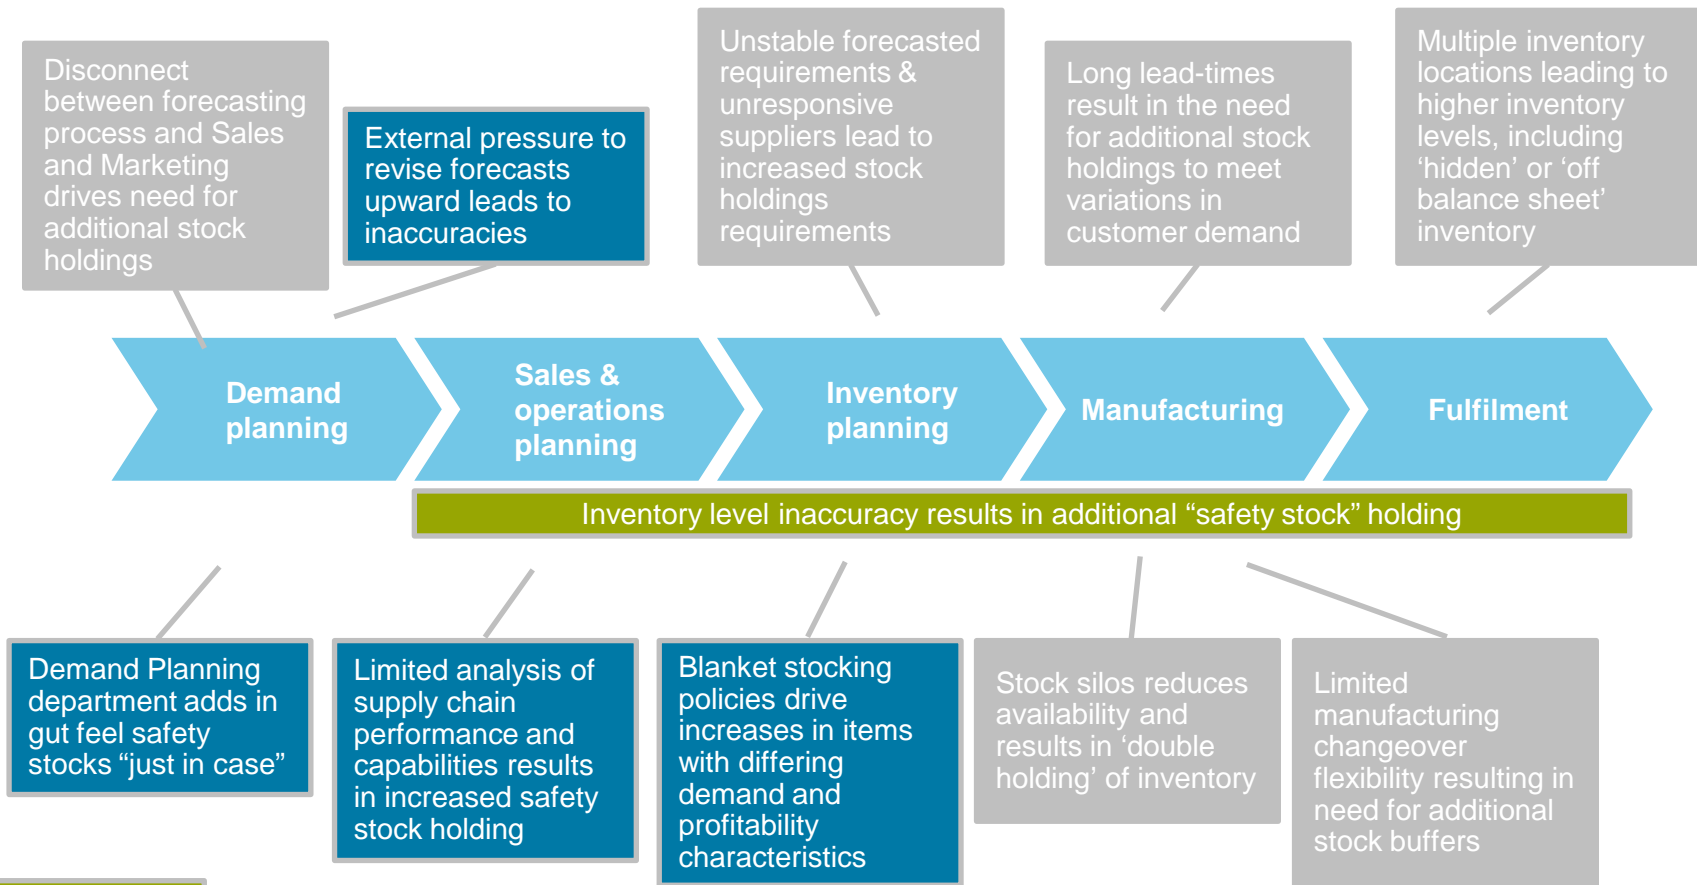 Disconnect
between forecasting
process and Sales
and Marketing
drives need for
additional stock
holdings
External pressure to
revise forecasts
upward leads to
inaccuracies
Unstable forecasted
requirements &
unresponsive
suppliers lead to
increased stock
holdings
requirements
Long lead-times
result in the need
for additional stock
holdings to meet
variations in
customer demand
Multiple inventory
locations leading to
higher inventory
levels, including
‘hidden’ or ‘off
balance sheet’
inventory
Demand
planning
Sales &
operations
planning
Inventory
planning
Manufacturing
Fulfilment
Inventory level inaccuracy results in additional “safety stock” holding
Demand Planning
department adds in
gut feel safety
stocks “just in case”
Limited analysis of
supply chain
performance and
capabilities results
in increased safety
stock holding
Blanket stocking
policies drive
increases in items
with differing
demand and
profitability
characteristics
Stock silos reduces
availability and
results in ‘double
holding’ of inventory
Limited
manufacturing
changeover
flexibility resulting in
need for additional
stock buffers